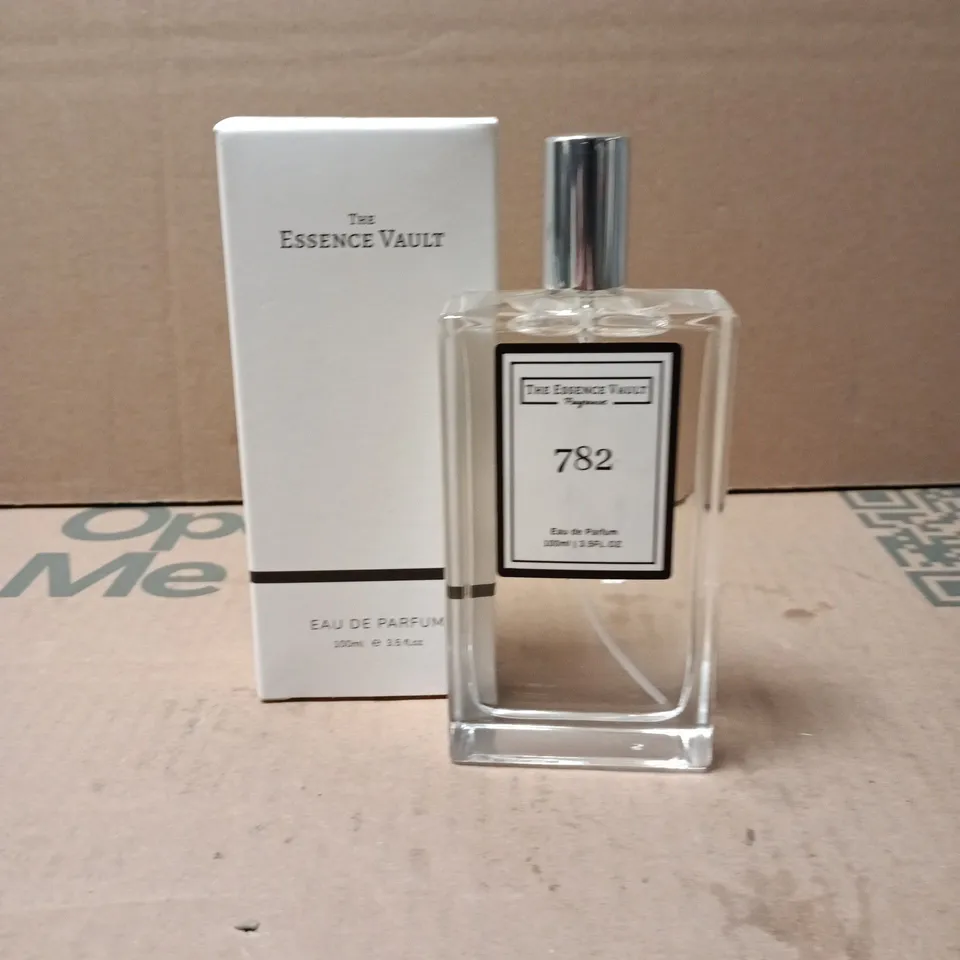 THE
ESSENCE VAULT
EAU DE PARFUM
100ml e 3.5 fl.oz
THE ESSENCE VAULT
Fragrances
782
Eau de Parfum
100ml | 3.5FL.OZ
Op
Me